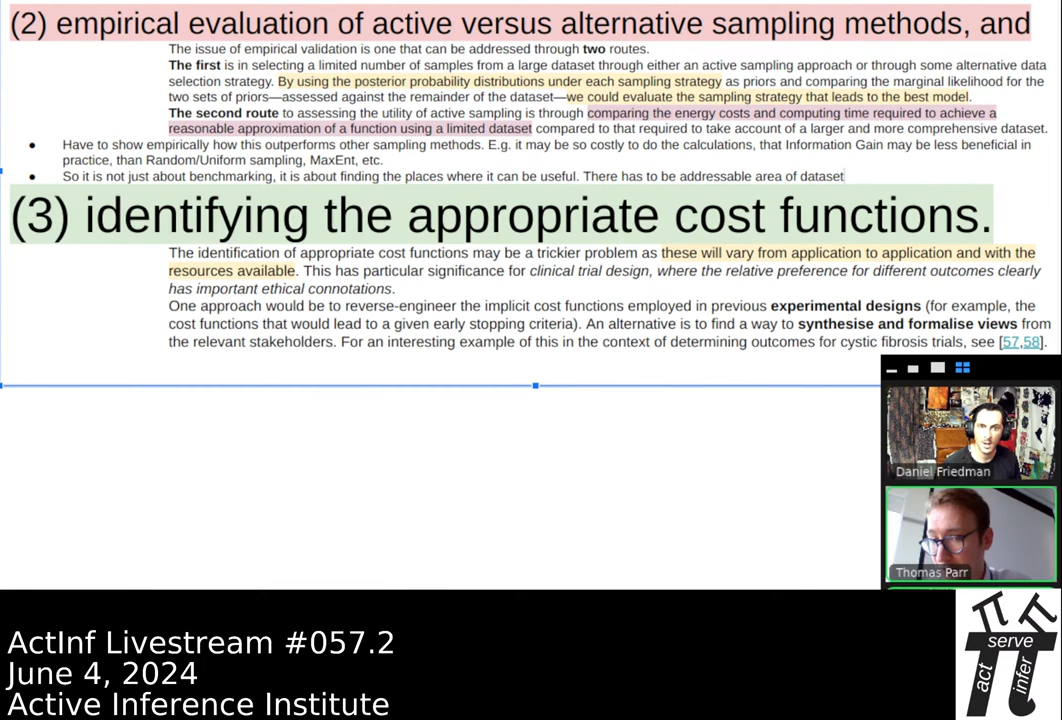 (2) empirical evaluation of active versus alternative sampling methods, and
The issue of empirical validation is one that can be addressed through two routes.
The first is in selecting a limited number of samples from a large dataset through either an active sampling approach or through some alternative data
selection strategy. By using the posterior probability distributions under each sampling strategy as priors and comparing the marginal likelihood for the
two sets of priors—assessed against the remainder of the dataset—we could evaluate the sampling strategy that leads to the best model.
The second route to assessing the utility of active sampling is through comparing the energy costs and computing time required to achieve a
reasonable approximation of a function using a limited dataset compared to that required to take account of a larger and more comprehensive dataset.
● Have to show empirically how this outperforms other sampling methods. E.g. it may be so costly to do the calculations, that Information Gain may be less beneficial in
practice, than Random/Uniform sampling, MaxEnt, etc.
● So it is not just about benchmarking, it is about finding the places where it can be useful. There has to be addressable area of dataset
(3) identifying the appropriate cost functions.
The identification of appropriate cost functions may be a trickier problem as these will vary from application to application and with the
resources available. This has particular significance for clinical trial design, where the relative preference for different outcomes clearly
has important ethical connotations.
One approach would be to reverse-engineer the implicit cost functions employed in previous experimental designs (for example, the
cost functions that would lead to a given early stopping criteria). An alternative is to find a way to synthesise and formalise views from
the relevant stakeholders. For an interesting example of this in the context of determining outcomes for cystic fibrosis trials, see [57,58].
Daniel Friedman
Thomas Parr
ActInf Livestream #057.2
June 4, 2024
Active Inference Institute
serve
act
infer